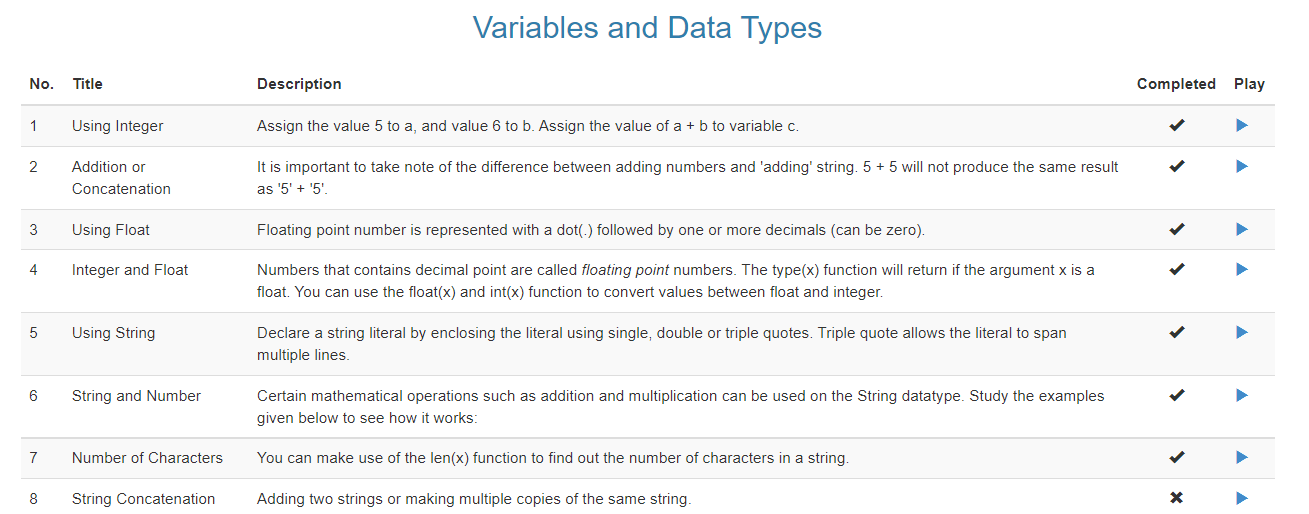 Variables and Data Types
No. Title Description Completed Play
1 Using Integer Assign the value 5 to a, and value 6 to b. Assign the value of a + b to variable c.
2 Addition or It is important to take note of the difference between adding numbers and 'adding' string. 5 + 5 will not produce the same result
Concatenation as '5' + '5'.
3 Using Float Floating point number is represented with a dot(.) followed by one or more decimals (can be zero).
4 Integer and Float Numbers that contains decimal point are called floating point numbers. The type(x) function will return if the argument x is a
float. You can use the float(x) and int(x) function to convert values between float and integer.
5 Using String Declare a string literal by enclosing the literal using single, double or triple quotes. Triple quote allows the literal to span
multiple lines.
6 String and Number Certain mathematical operations such as addition and multiplication can be used on the String datatype. Study the examples
given below to see how it works:
7 Number of Characters You can make use of the len(x) function to find out the number of characters in a string.
8 String Concatenation Adding two strings or making multiple copies of the same string.